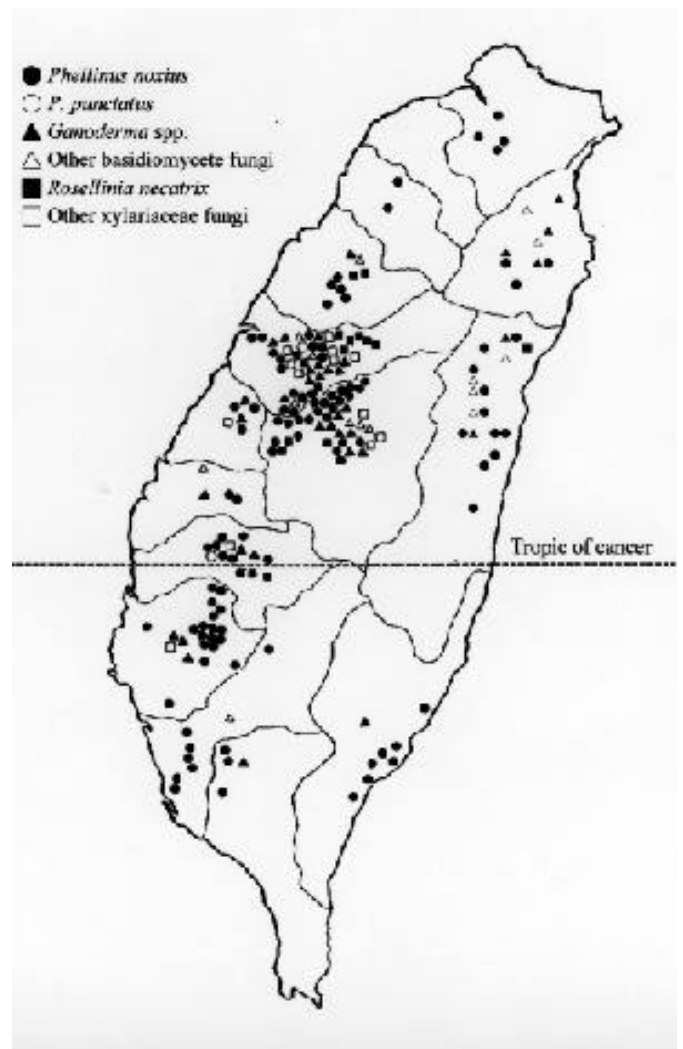 Phellinus noxius
P. punctatus
Ganoderma spp.
Other basidiomycete fungi
Rosellinia necatrix
Other xylariaceae fungi
Tropic of cancer